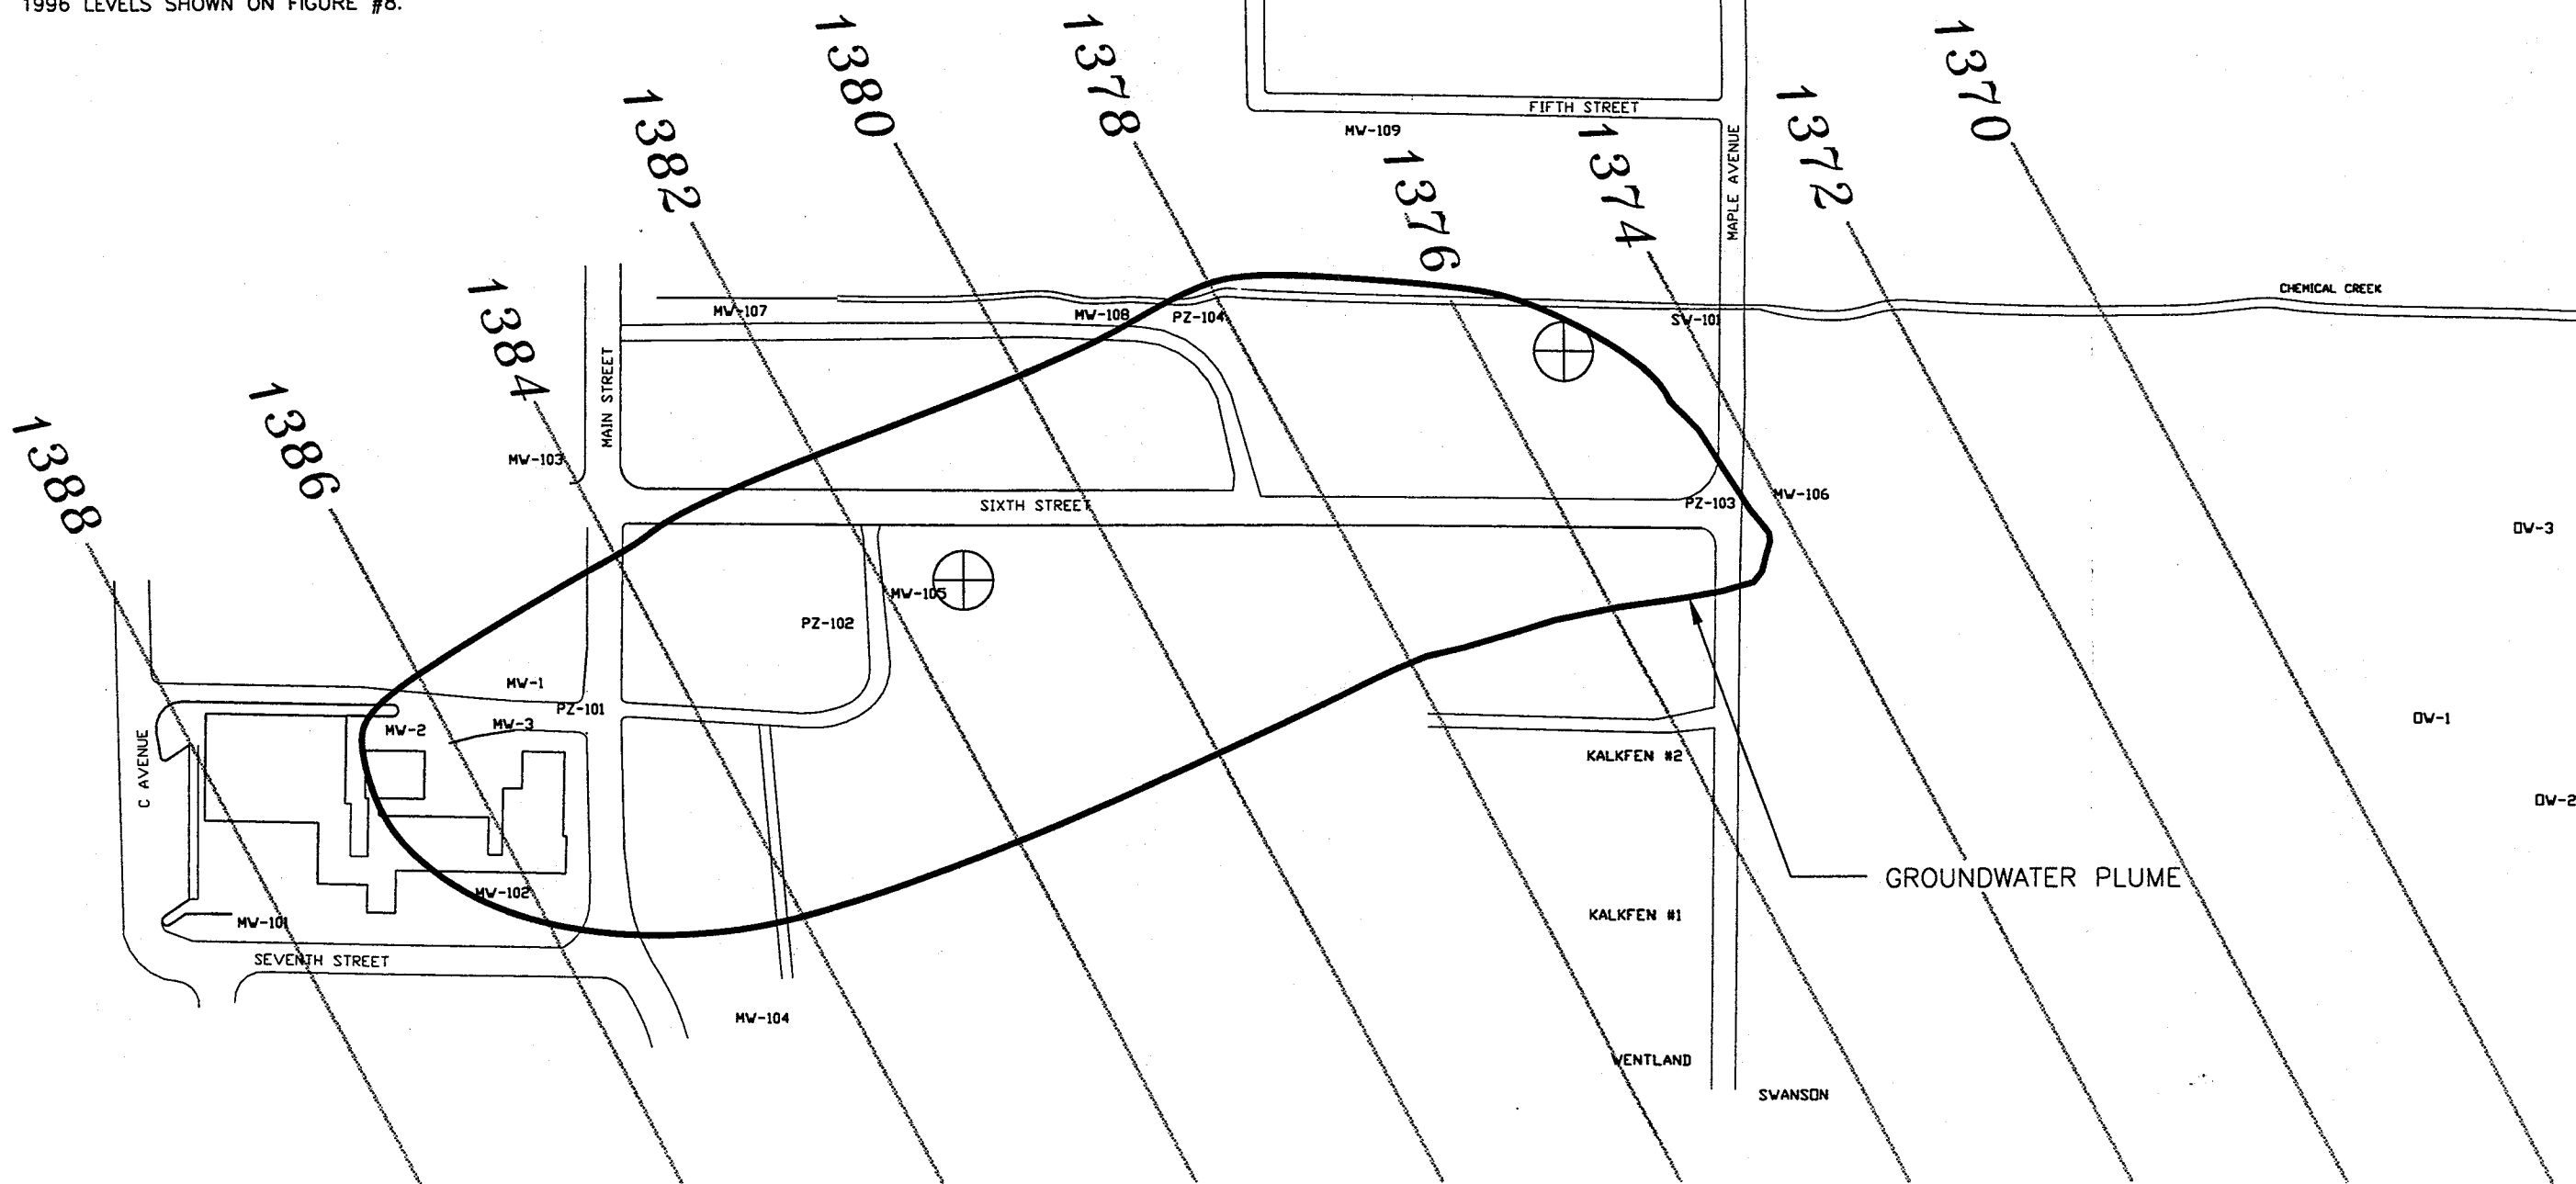 1996 LEVELS SHOWN ON FIGURE #8.
1380
1378
1370
1382
FIFTH STREET
1372
MW-109
1374
MAPLE AVENUE
1376
1384
CHEMICAL CREEK
MW-107
MW-108
PZ-104
SW-101
MAIN STREET
1386
1388
MW-103
SIXTH STREET
PZ-103
MW-106
OW-3
MW-105
PZ-102
MW-1
PZ-101
MW-2
MW-3
OW-1
C AVENUE
KALKFEN #2
OW-2
GROUNDWATER PLUME
MW-102
MW-101
KALKFEN #1
SEVENTH STREET
MW-104
WENTLAND
SWANSON